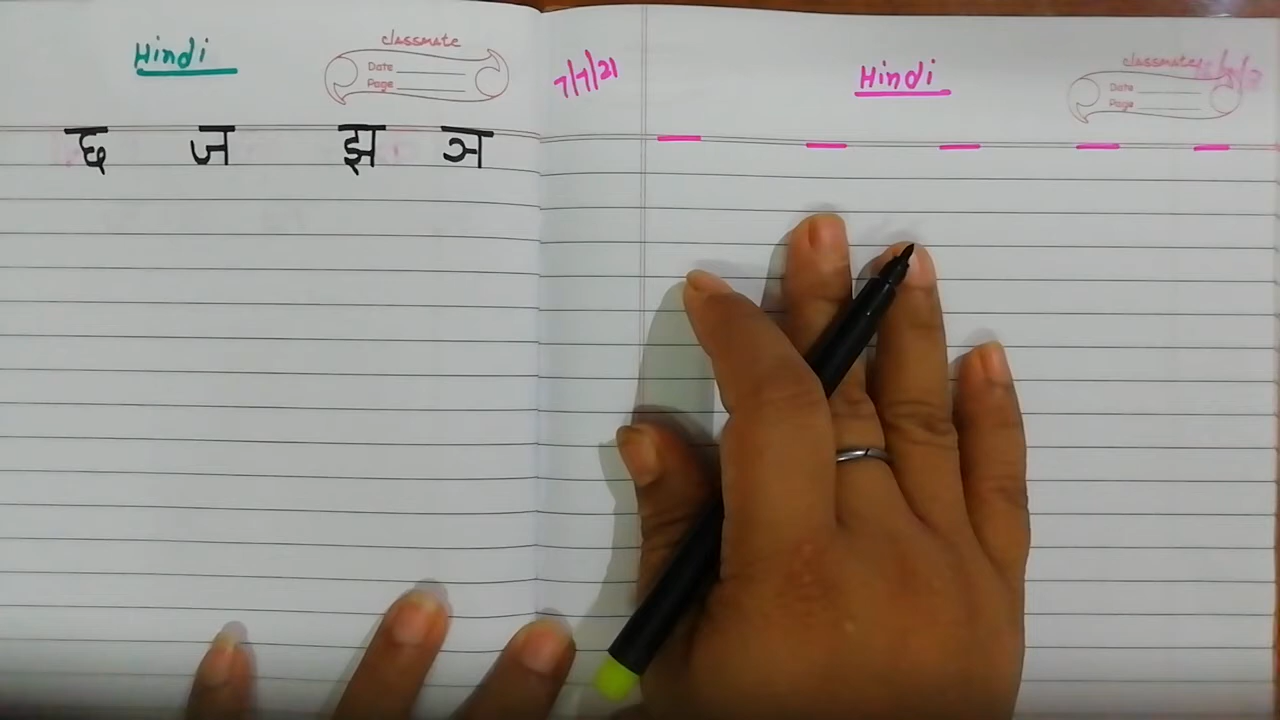 Hindi
classmate
Date
Page
छ ज झ ञ
7/7/21
Hindi
classmate
Date
Page